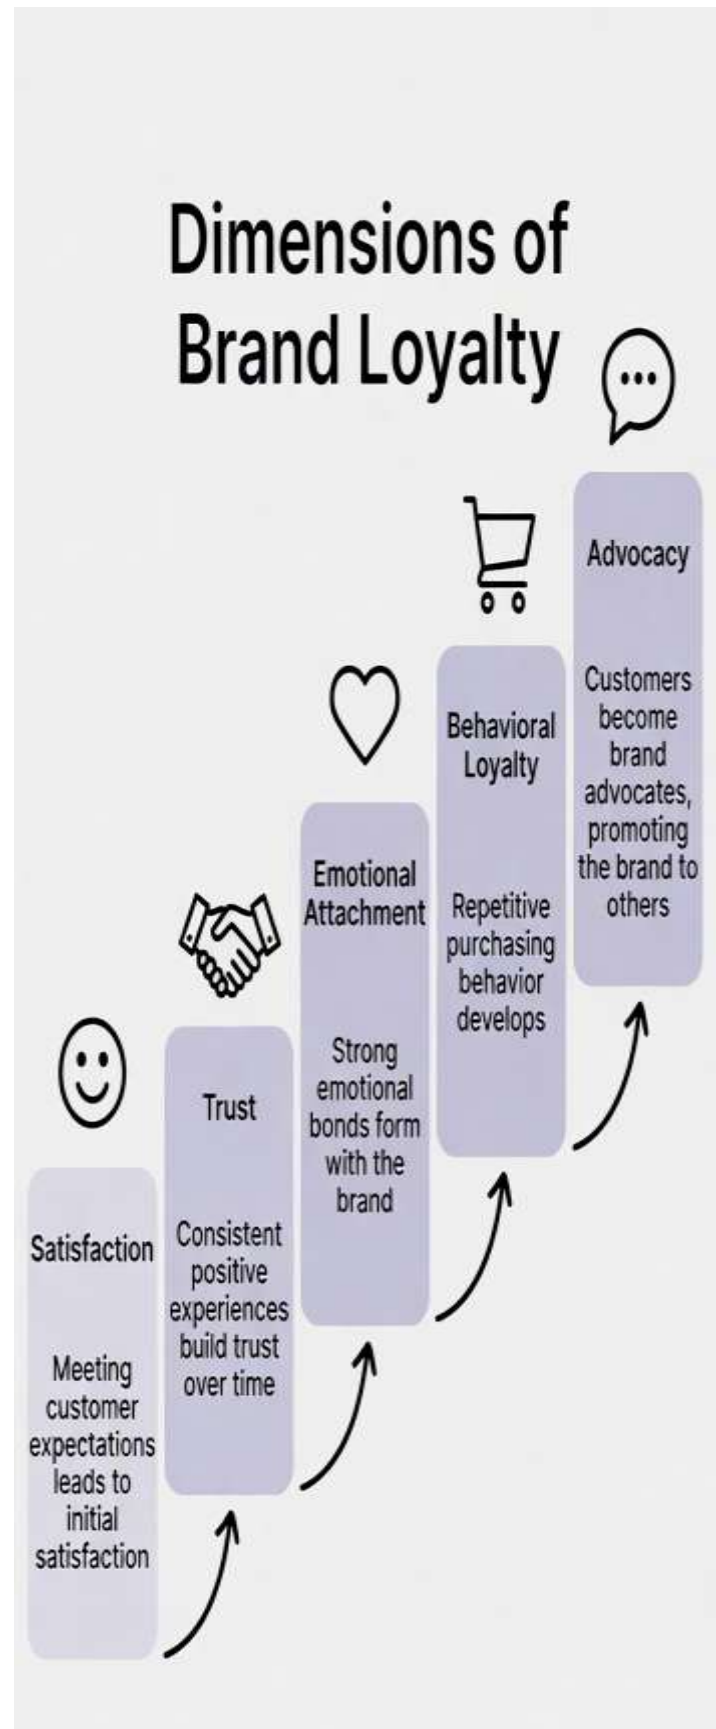 Dimensions of
Brand Loyalty
Satisfaction
Meeting
customer
expectations
leads to
initial
satisfaction
Trust
Consistent
positive
experiences
build trust
over time
Emotional
Attachment
Strong
emotional
bonds form
with the
brand
Behavioral
Loyalty
Repetitive
purchasing
behavior
develops
Advocacy
Customers
become
brand
advocates,
promoting
the brand to
others